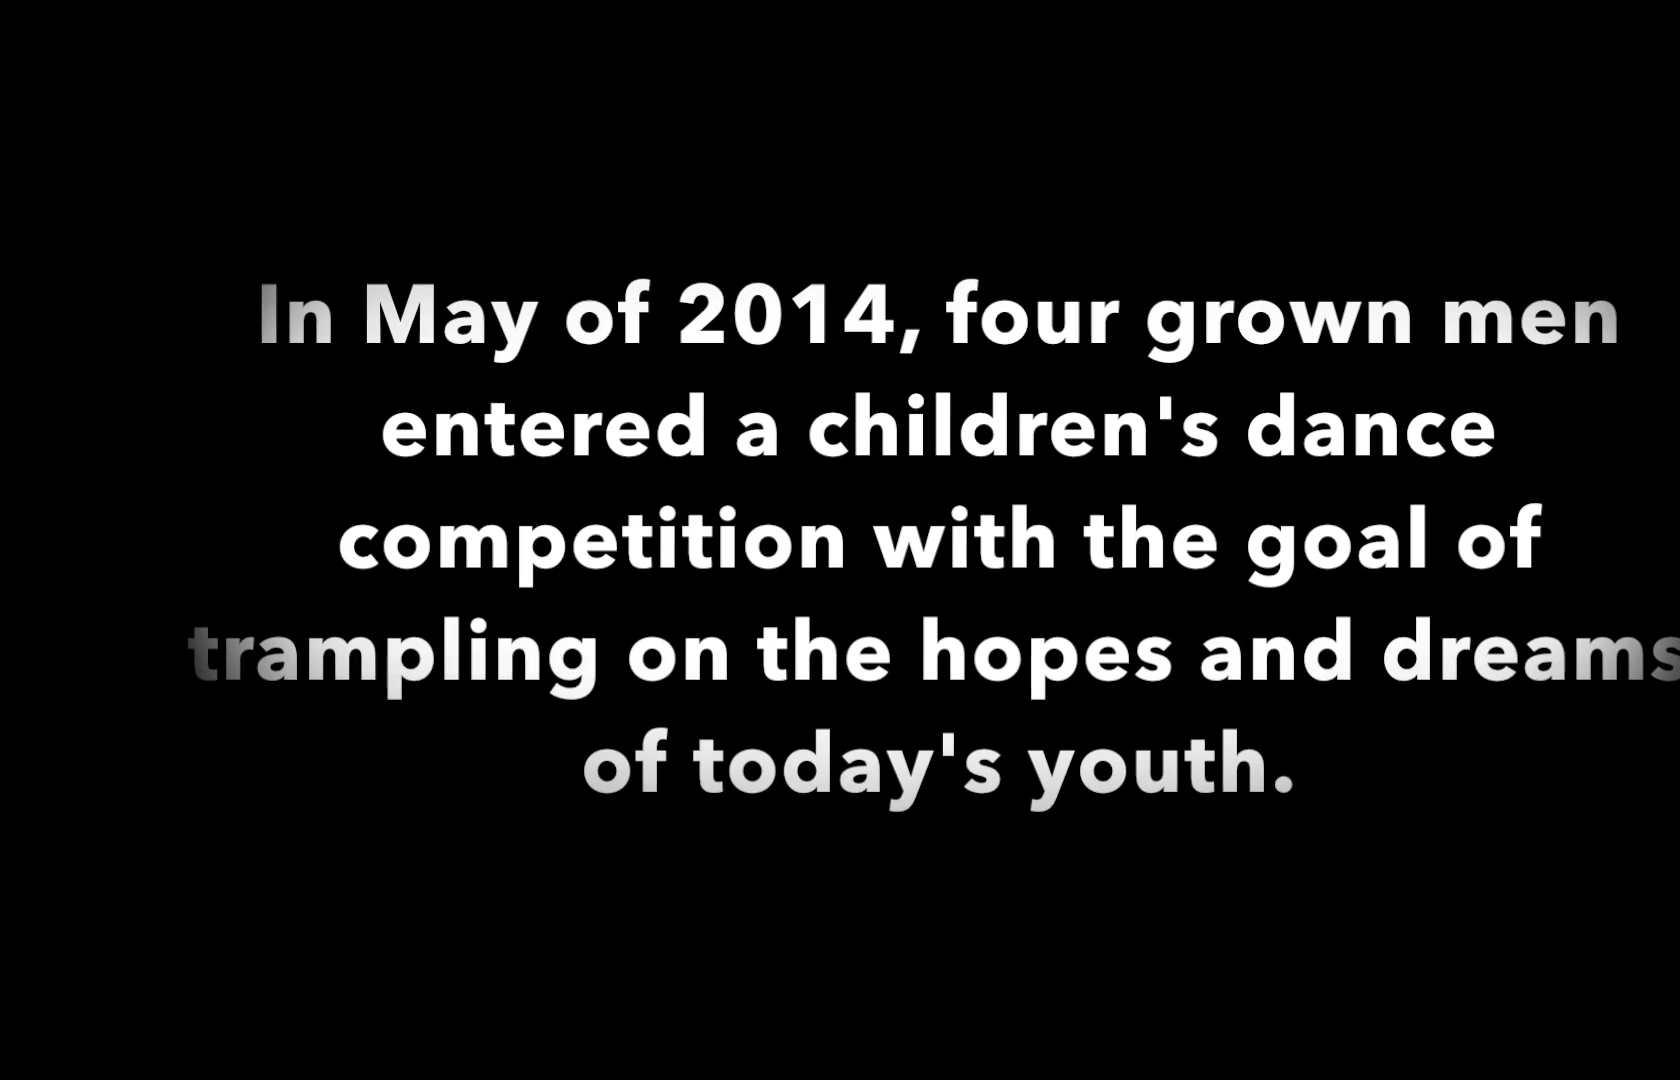 In May of 2014, four grown men
entered a children's dance
competition with the goal of
trampling on the hopes and dreams
of today's youth.